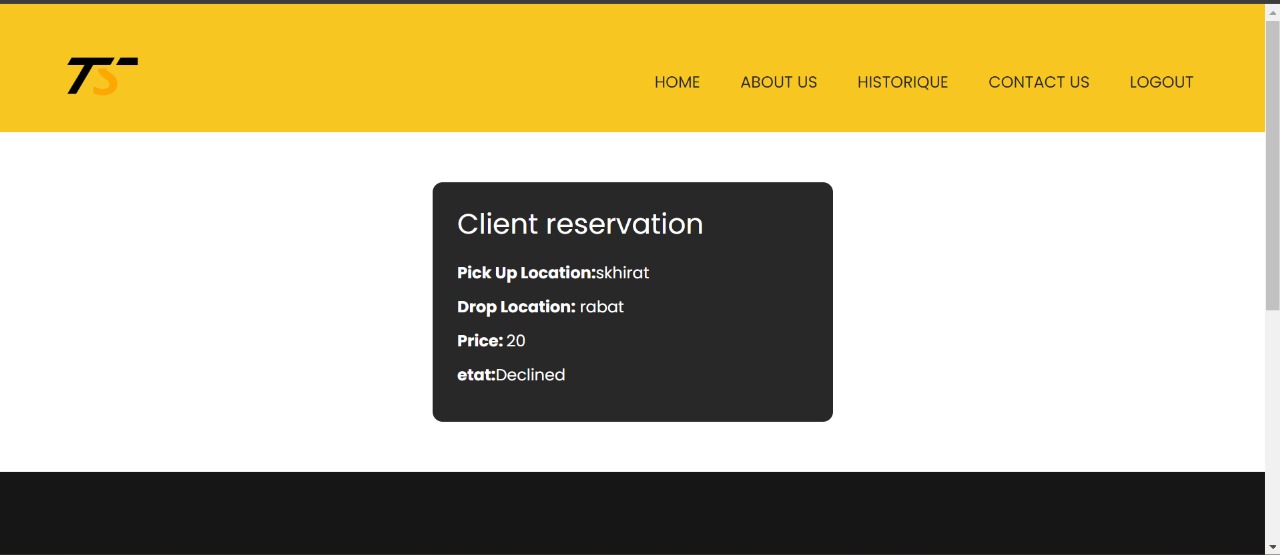 TST
HOME ABOUT US HISTORIQUE CONTACT US LOGOUT
Client reservation
Pick Up Location:skhirat
Drop Location: rabat
Price: 20
etat:Declined